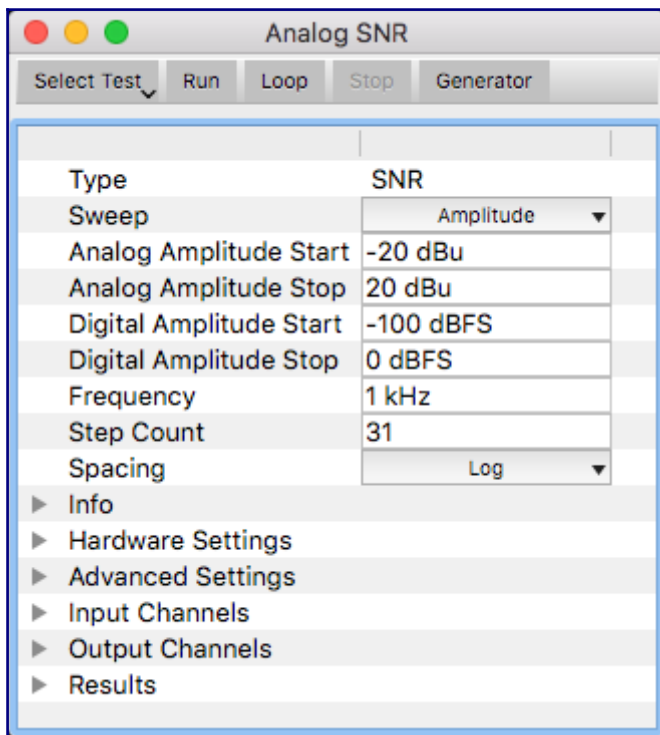 Analog SNR
Select Test Run Loop Stop Generator
Type SNR
Sweep Amplitude
Analog Amplitude Start -20 dBu
Analog Amplitude Stop 20 dBu
Digital Amplitude Start -100 dBFS
Digital Amplitude Stop 0 dBFS
Frequency 1 kHz
Step Count 31
Spacing Log
Info
Hardware Settings
Advanced Settings
Input Channels
Output Channels
Results